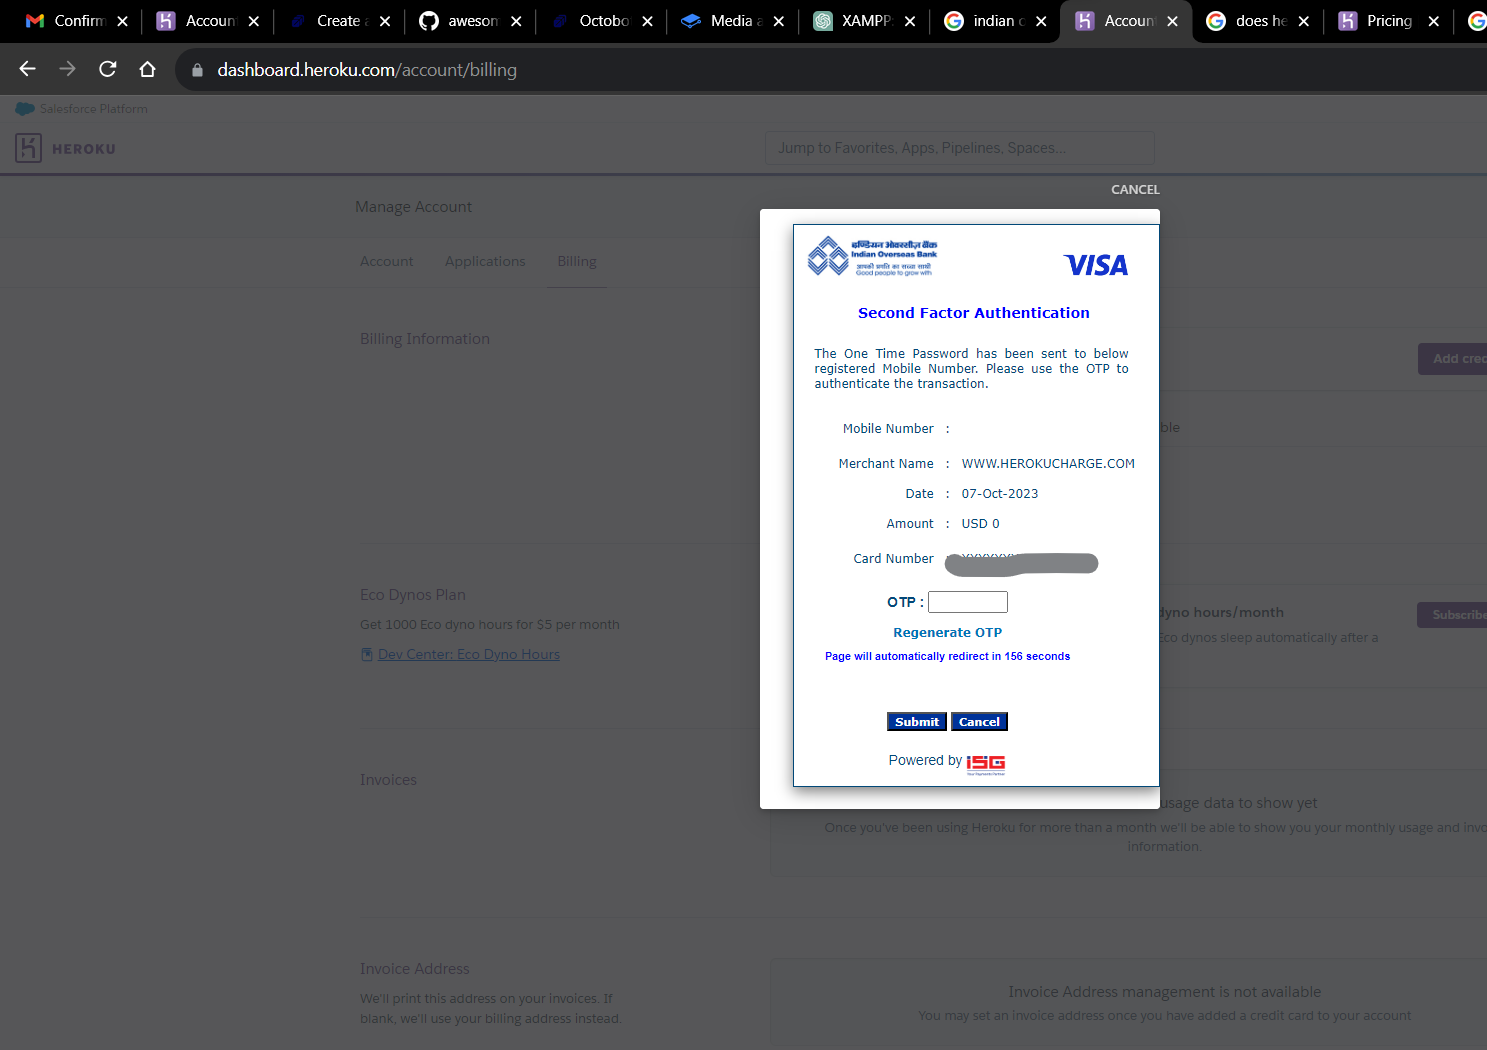 Confirm
Account
Create a
awesom
Octobo
Media a
XAMPP:
indian o
Account
does he
Pricing
dashboard.heroku.com/account/billing
Salesforce Platform
HEROKU
Jump to Favorites, Apps, Pipelines, Spaces...
CANCEL
Manage Account
Account Applications Billing
Billing Information
Add cred
ble
इण्डियन ओवरसीज़ बैंक
Indian Overseas Bank
आपकी प्रगति का सच्चा साथी
Good people to grow with
VISA
Second Factor Authentication
The One Time Password has been sent to below
registered Mobile Number. Please use the OTP to
authenticate the transaction.
Mobile Number :
Merchant Name : WWW.HEROKUCHARGE.COM
Date : 07-Oct-2023
Amount : USD 0
Card Number :
OTP :
Regenerate OTP
Page will automatically redirect in 156 seconds
Submit Cancel
Powered by iSG
Your Payments Partner
Eco Dynos Plan
Get 1000 Eco dyno hours for $5 per month
Dev Center: Eco Dyno Hours
dyno hours/month
Eco dynos sleep automatically after a
Subscribe
Invoices
usage data to show yet
Once you've been using Heroku for more than a month we'll be able to show you your monthly usage and invo
information.
Invoice Address
We'll print this address on your invoices. If
blank, we'll use your billing address instead.
Invoice Address management is not available
You may set an invoice address once you have added a credit card to your account